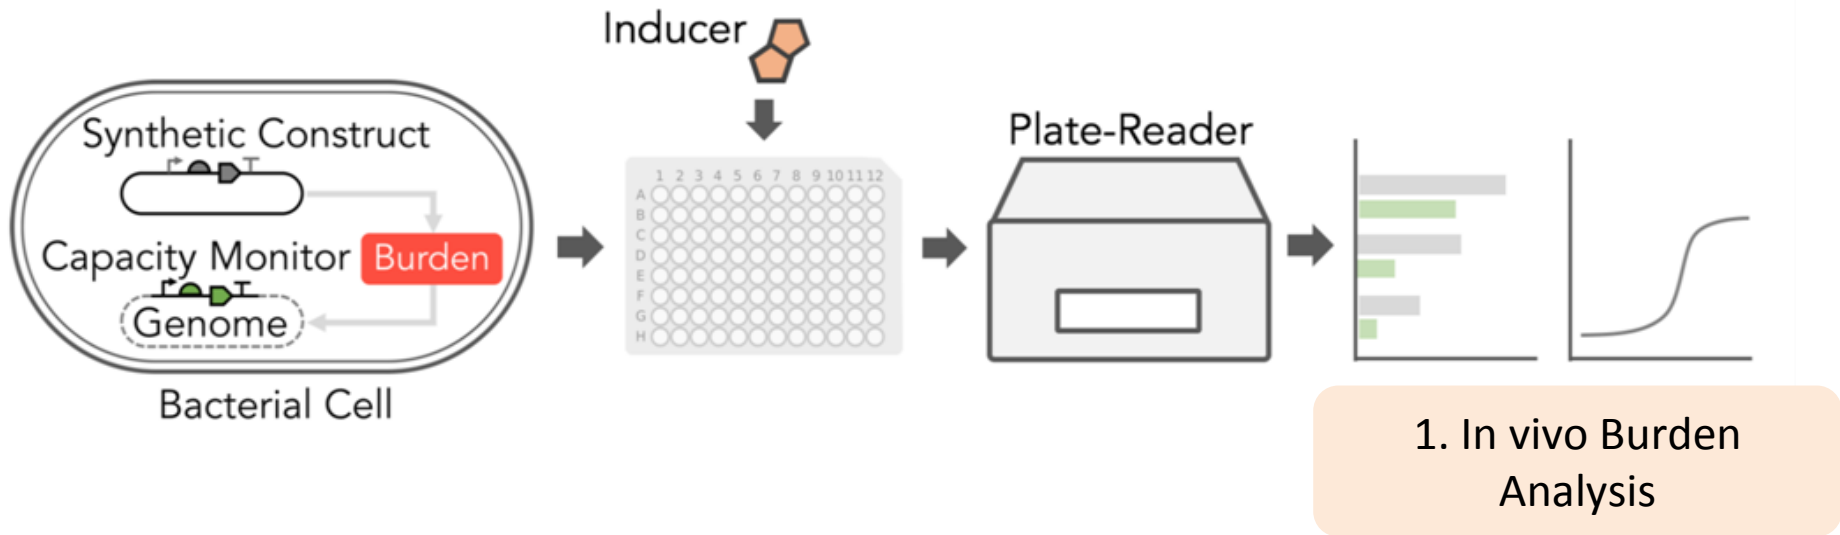 Inducer
Synthetic Construct
Capacity Monitor
Burden
Genome
Bacterial Cell
1 2 3 4 5 6 7 8 9 10 11 12
A
B
C
D
E
F
G
H
Plate-Reader
1. In vivo Burden
Analysis